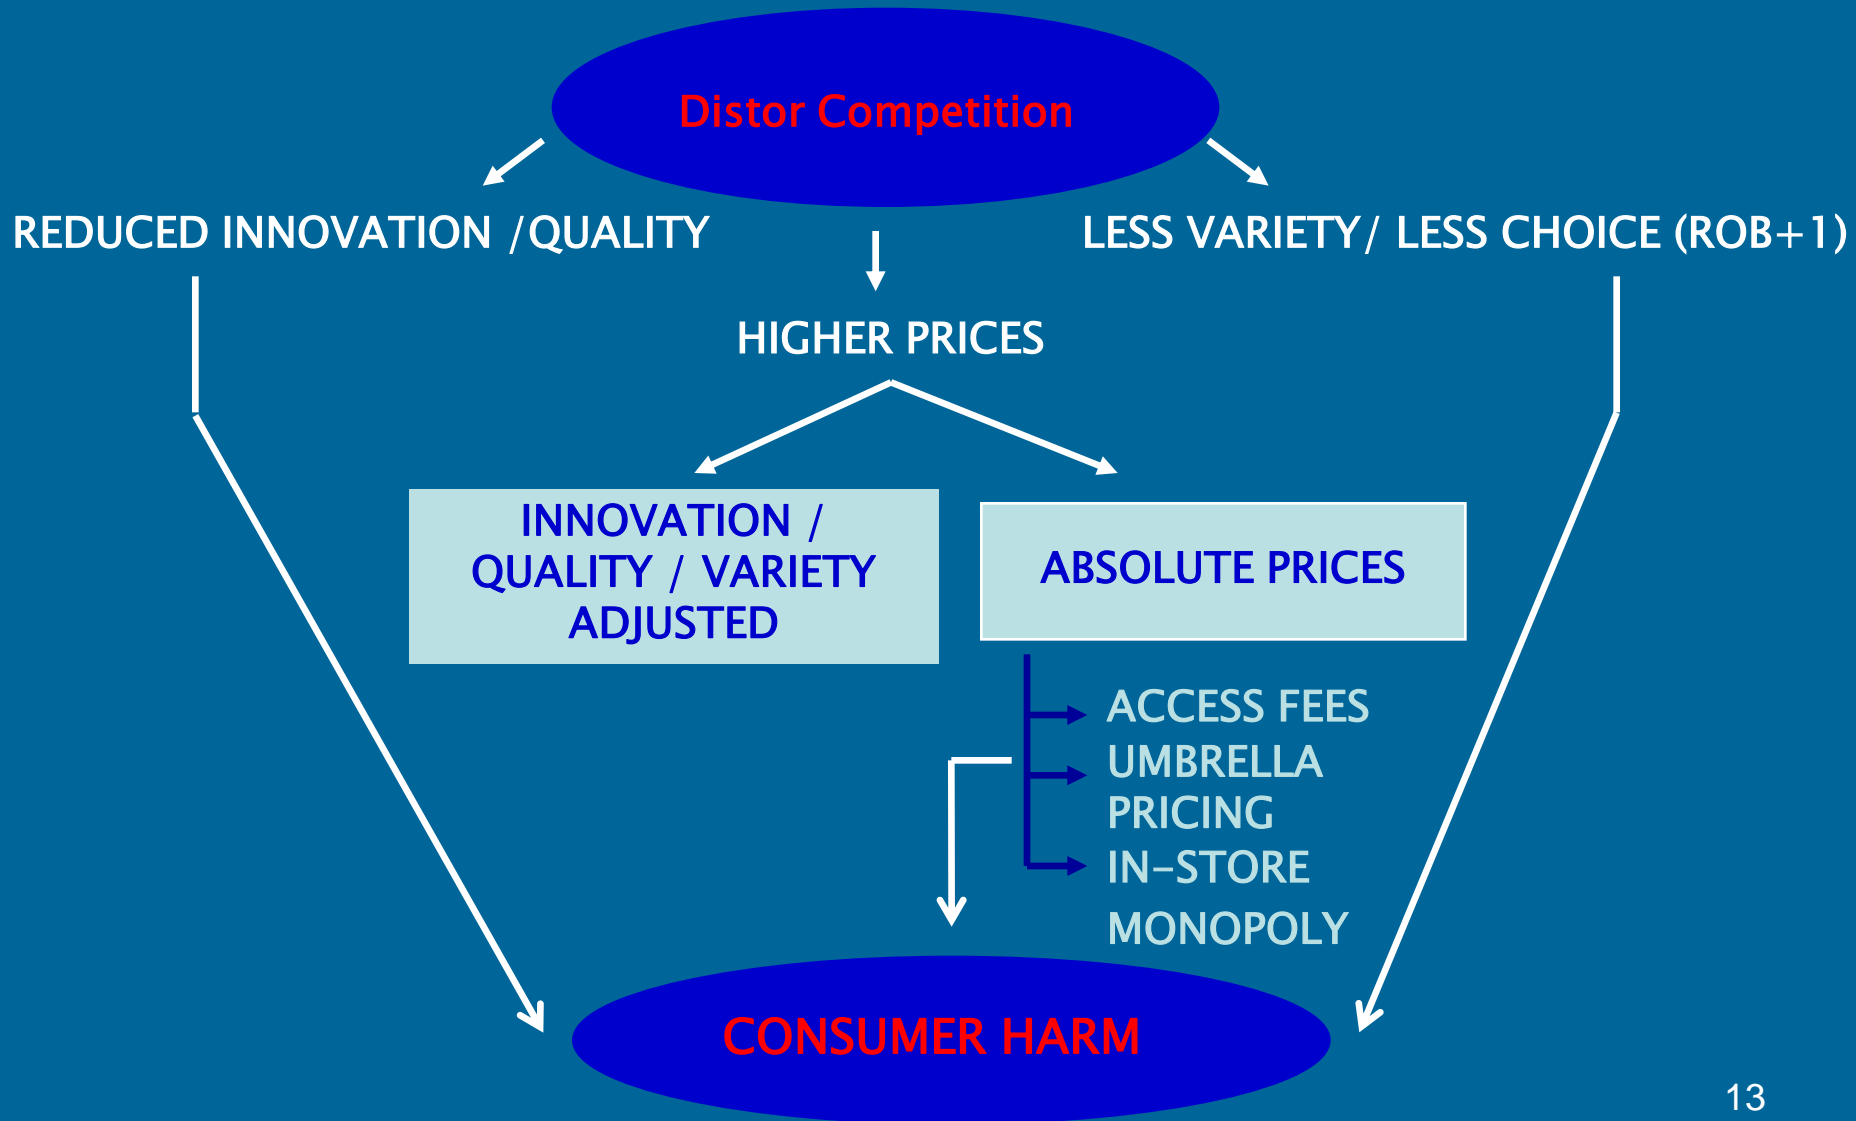 Distor Competition
REDUCED INNOVATION /QUALITY
LESS VARIETY/ LESS CHOICE (ROB+1)
HIGHER PRICES
INNOVATION /
QUALITY / VARIETY
ADJUSTED
ABSOLUTE PRICES
ACCESS FEES
UMBRELLA
PRICING
IN-STORE
MONOPOLY
CONSUMER HARM
13